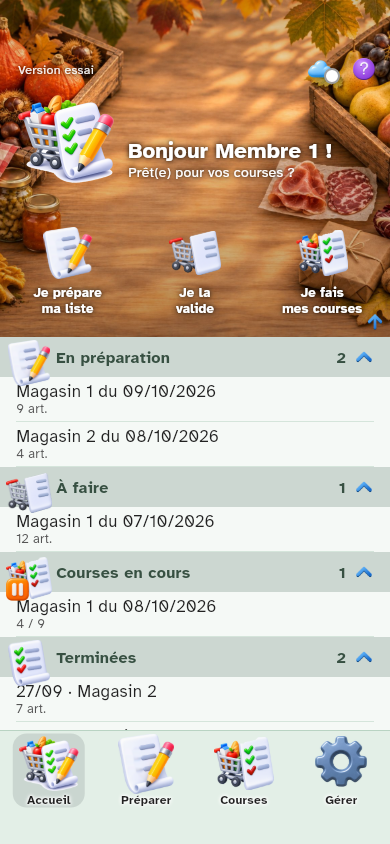 Version essai
?
Bonjour Membre 1 !
Prêt(e) pour vos courses ?
Je prépare
ma liste
Je la
valide
Je fais
mes courses
En préparation 2
Magasin 1 du 09/10/2026
9 art.
Magasin 2 du 08/10/2026
4 art.
À faire 1
Magasin 1 du 07/10/2026
12 art.
Courses en cours 1
Magasin 1 du 08/10/2026
4 / 9
Terminées 2
27/09 · Magasin 2
7 art.
Accueil
Préparer
Courses
Gérer